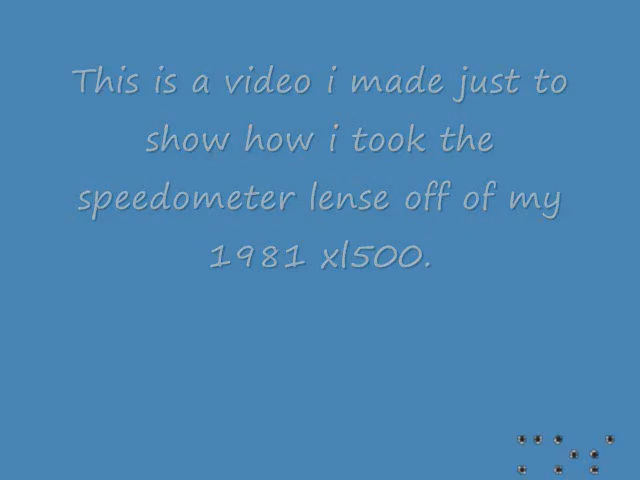 This is a video i made just to
show how i took the
speedometer lense off of my
1981 xl500.
⠍⠕⠎